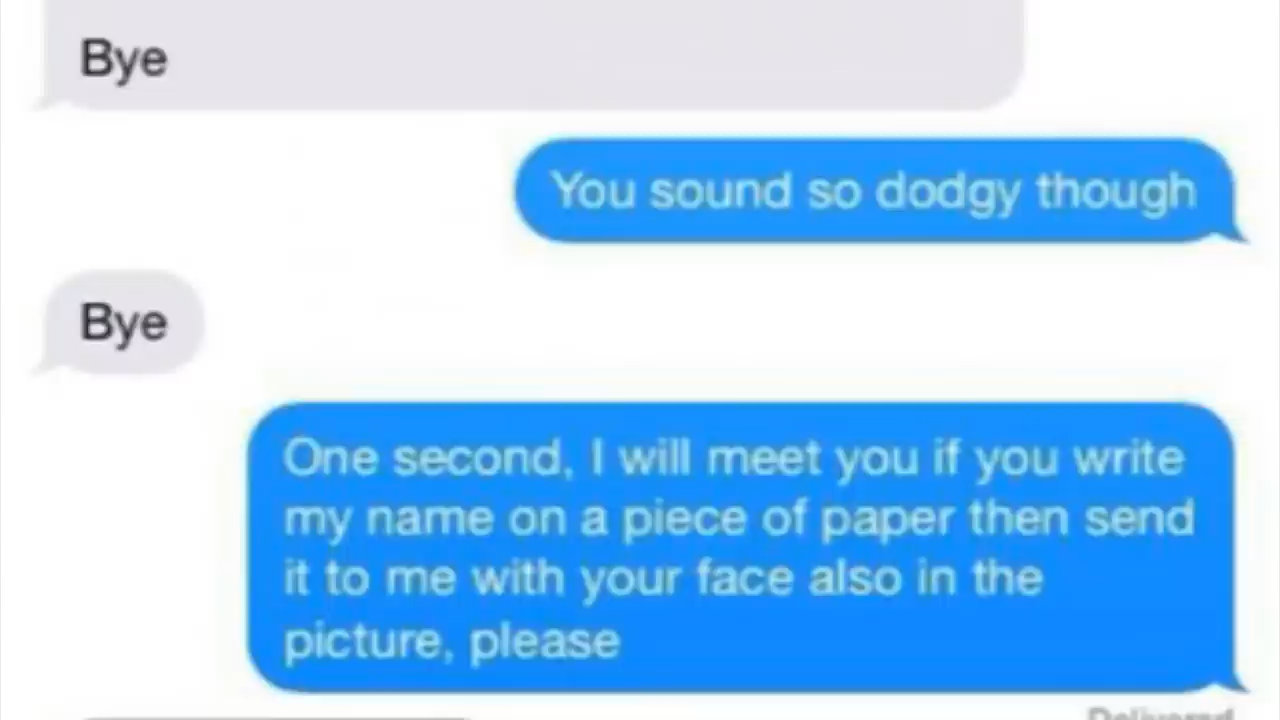 Bye
You sound so dodgy though
Bye
One second, I will meet you if you write
my name on a piece of paper then send
it to me with your face also in the
picture, please
Delivered